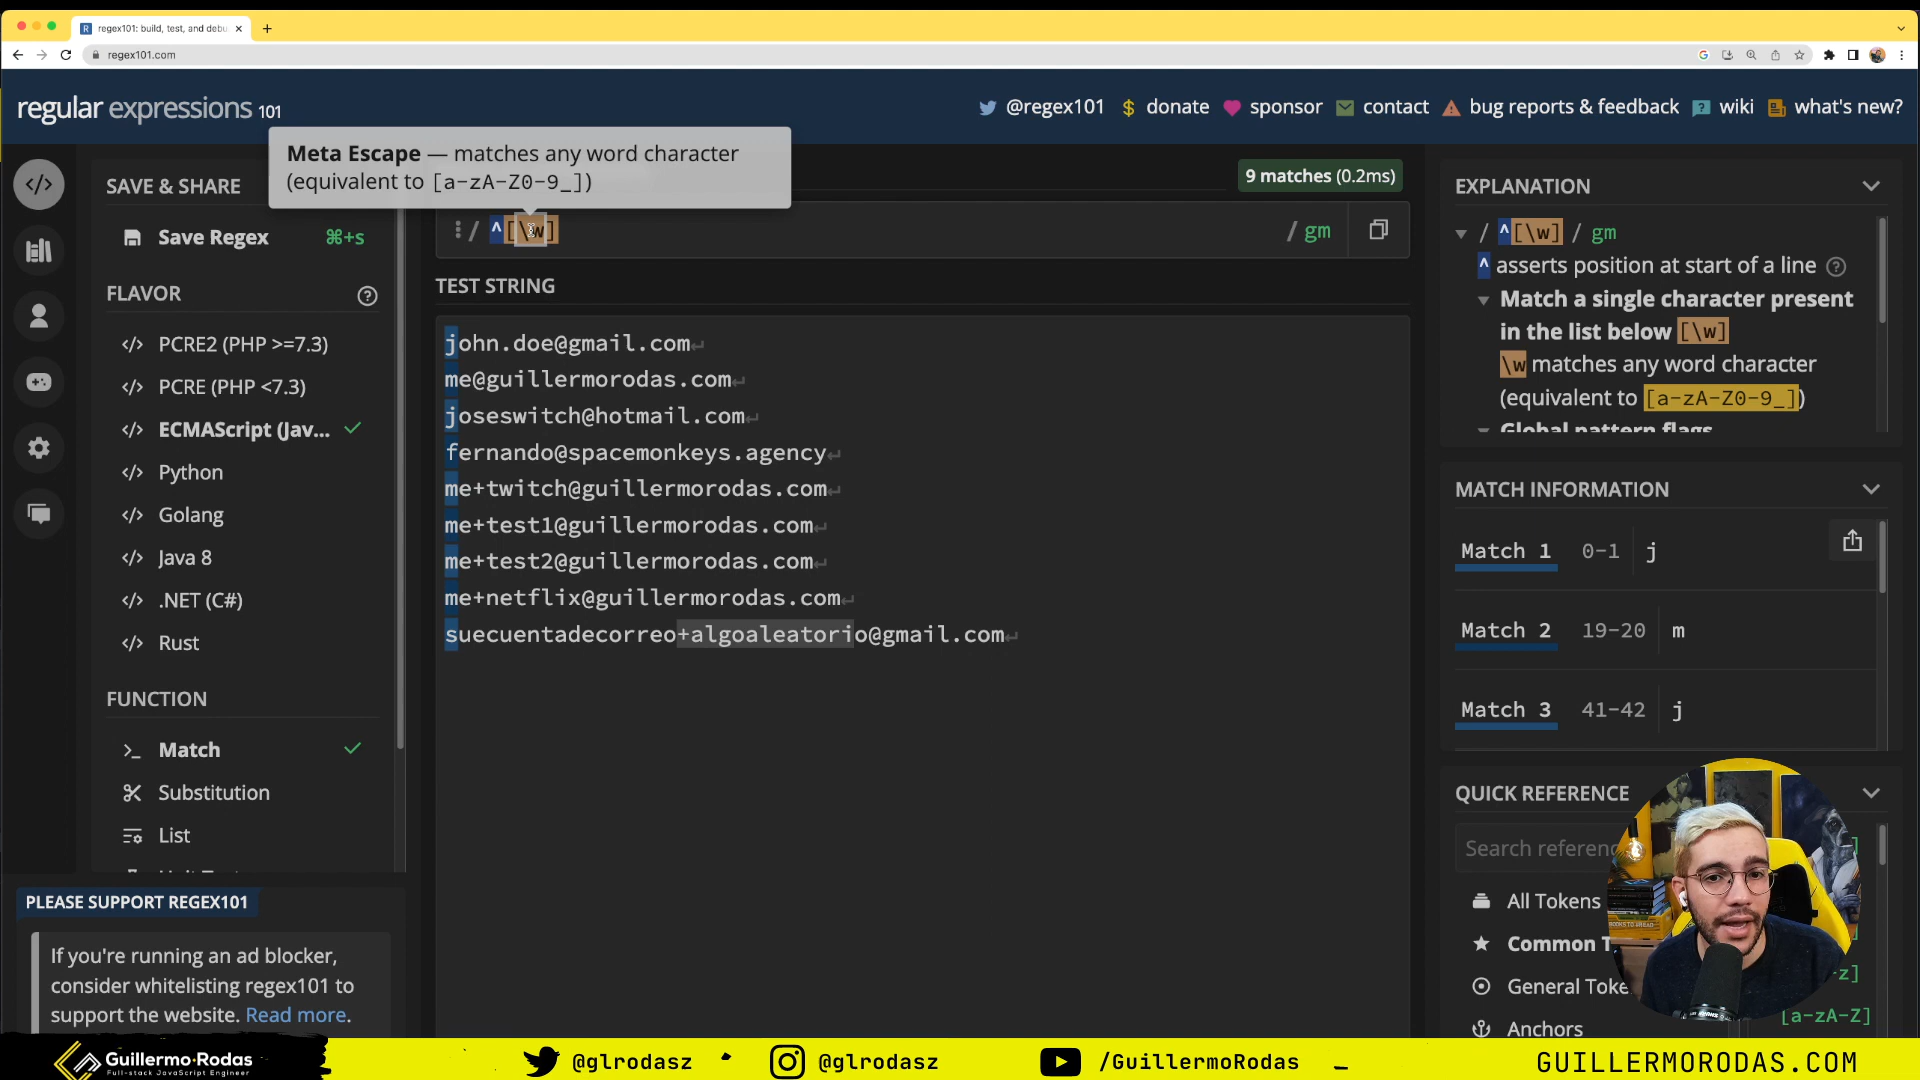 regex101: build, test, and debu
regex101.com
regular expressions 101
@regex101
donate
sponsor
contact
bug reports & feedback
wiki
what's new?
Meta Escape — matches any word character
(equivalent to [a-zA-Z0-9_])
SAVE & SHARE
Save Regex ⌘+s
FLAVOR
PCRE2 (PHP >=7.3)
PCRE (PHP <7.3)
ECMAScript (Jav...
Python
Golang
Java 8
.NET (C#)
Rust
FUNCTION
Match
Substitution
List
PLEASE SUPPORT REGEX101
If you're running an ad blocker,
consider whitelisting regex101 to
support the website. Read more.
9 matches (0.2ms)
/ ^[\w] / gm
TEST STRING
john.doe@gmail.com
me@guillermorodas.com
joseswitch@hotmail.com
fernando@spacemonkeys.agency
me+twitch@guillermorodas.com
me+test1@guillermorodas.com
me+test2@guillermorodas.com
me+netflix@guillermorodas.com
suecuentadecorreo+algoaleatorio@gmail.com
EXPLANATION
/ ^[\w] / gm
^ asserts position at start of a line
Match a single character present
in the list below [\w]
\w matches any word character
(equivalent to [a-zA-Z0-9_])
Global pattern flags
MATCH INFORMATION
Match 1 0-1 j
Match 2 19-20 m
Match 3 41-42 j
QUICK REFERENCE
Search referenc
All Tokens
Common T
General Toke
Anchors
-z]
[a-zA-Z]
Guillermo·Rodas
Full-stack JavaScript Engineer
@glrodasz
@glrodasz
/GuillermoRodas
GUILLERMORODAS.COM